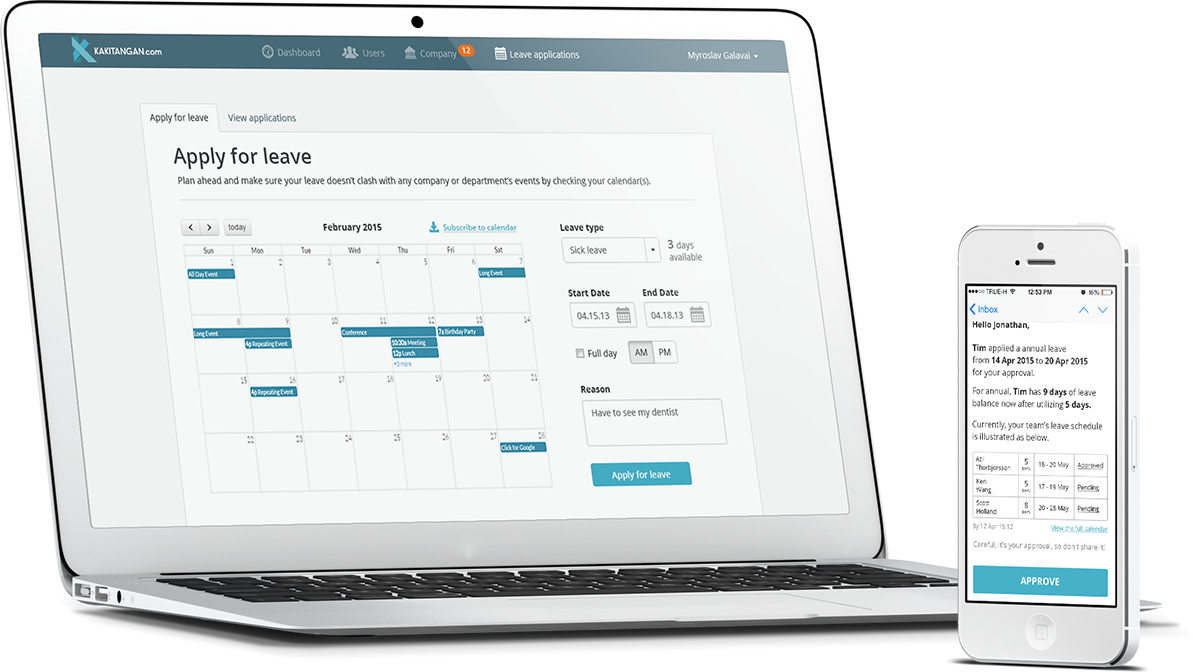 KAKITANGAN.com
Dashboard
Users
Company
12
Leave applications
Myroslav Galavai
Apply for leave
View applications
Apply for leave
Plan ahead and make sure your leave doesn't clash with any company or department's events by checking your calendar(s).
today
February 2015
Subscribe to calendar
Sun Mon Tue Wed Thu Fri Sat
1 2 3 4 5 6 7
All Day Event
Long Event
8 9 10 11 12 13 14
Long Event
Conference
7a Birthday Party
4p Repeating Event
10:30a Meeting
12p Lunch
+3 more
15 16 17 18 19 20 21
4p Repeating Event
22 23 24 25 26 27 28
Click for Google
Leave type
Sick leave
3 days
available
Start Date End Date
04.15.13 04.18.13
Full day AM PM
Reason
Have to see my dentist
Apply for leave
TRUE-H 12:53 PM 16%
Inbox
Hello Jonathan,
Tim applied a annual leave
from 14 Apr 2015 to 20 Apr 2015
for your approval.
For annual, Tim has 9 days of leave
balance now after utilizing 5 days.
Currently, your team's leave schedule
is illustrated as below.
Thorbjornsson 5 DAYS 18 - 20 May Approved
Ken Wang 5 DAYS 17 - 19 May Pending
Scott Holland 8 DAYS 20 - 28 May Pending
By 12 Apr 15:12
View the full calendar
Careful, it's your approval, so don't share it!
APPROVE